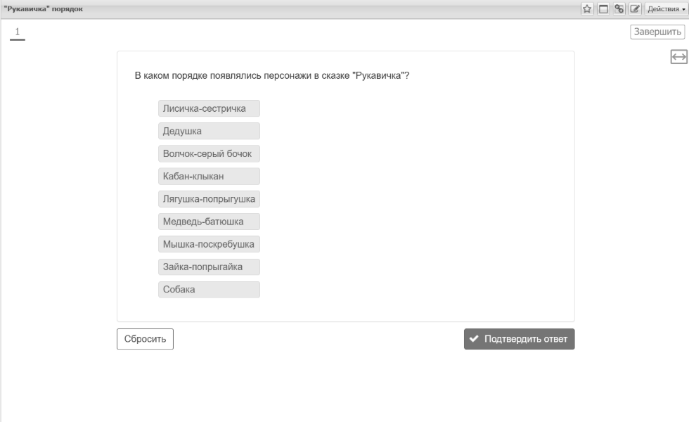 "Рукавичка" порядок
Действия
1
Завершить
В каком порядке появлялись персонажи в сказке "Рукавичка"?
Лисичка-сестричка
Дедушка
Волчок-серый бочок
Кабан-клыкан
Лягушка-попрыгушка
Медведь-батюшка
Мышка-поскребушка
Зайка-попрыгайка
Собака
Сбросить
Подтвердить ответ